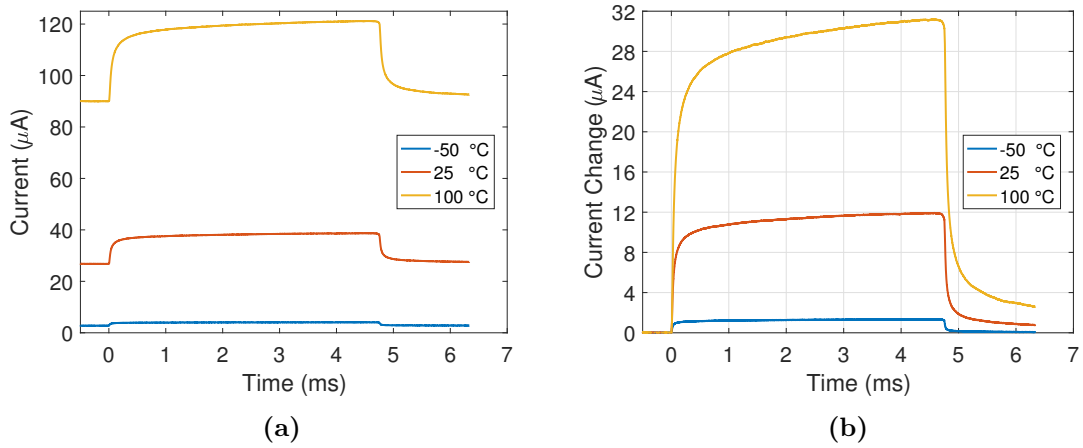 120
100
80
60
40
20
0
Current (μA)
-50 °C
25 °C
100 °C
0 1 2 3 4 5 6 7
Time (ms)
(a)
32
28
24
20
16
12
8
4
0
Current Change (μA)
-50 °C
25 °C
100 °C
0 1 2 3 4 5 6 7
Time (ms)
(b)